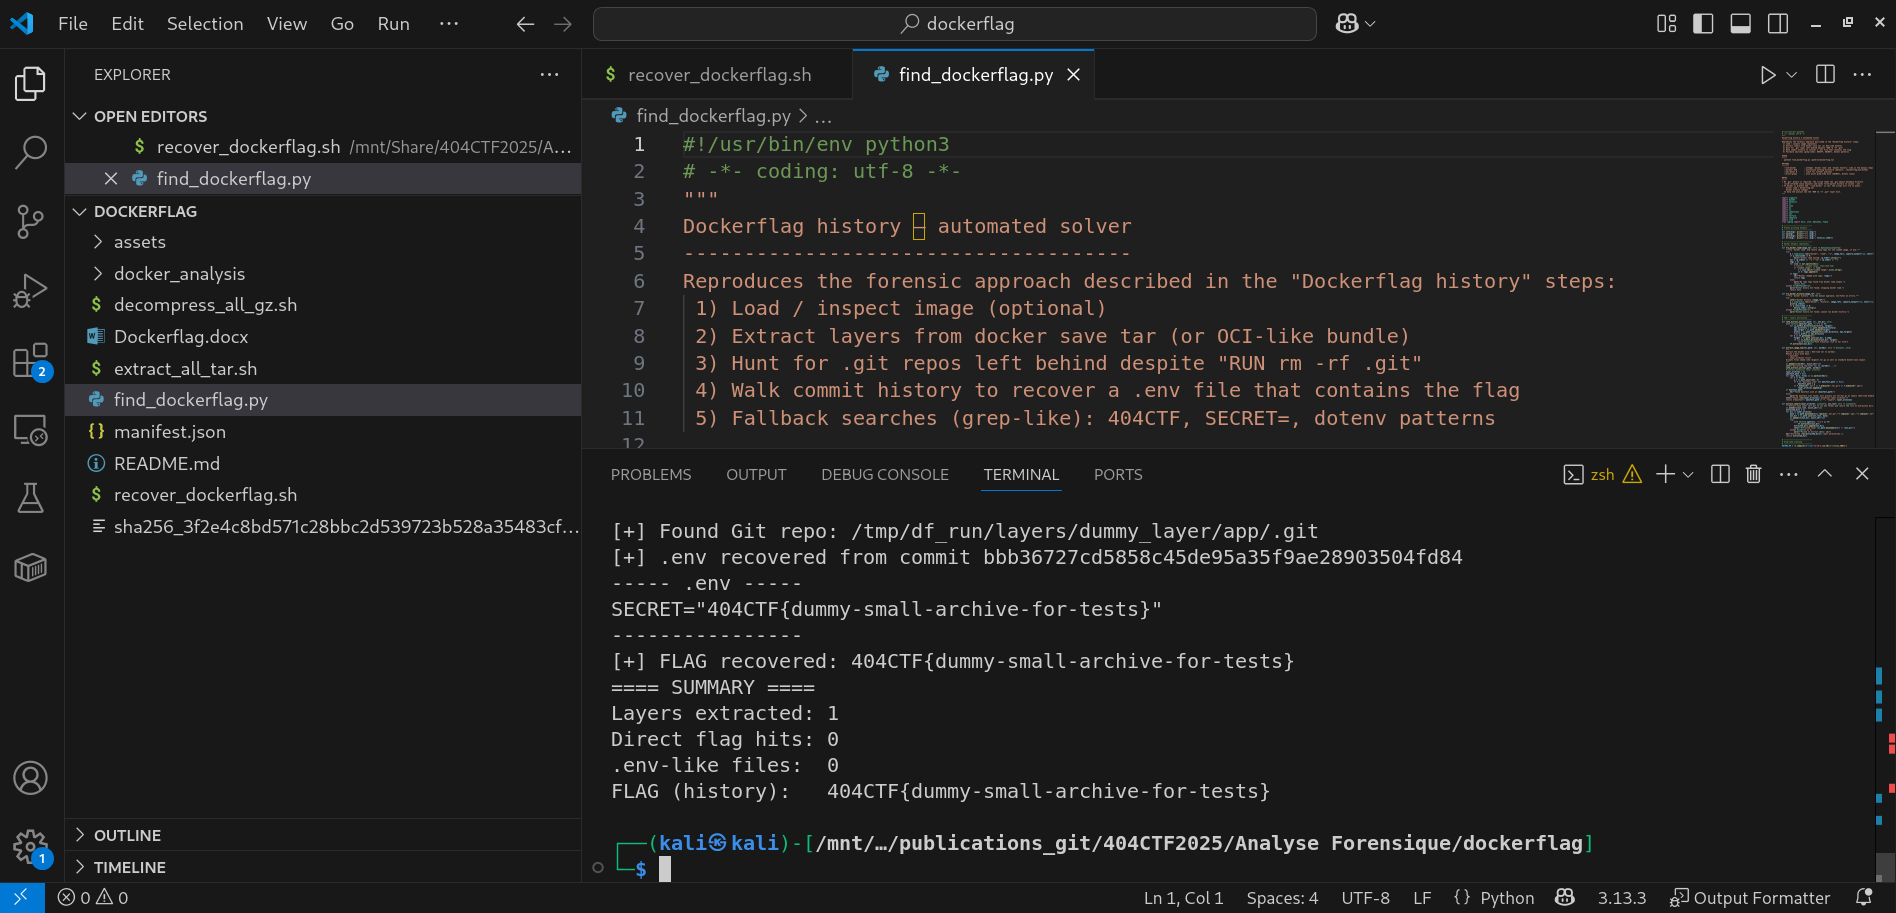 File Edit Selection View Go Run ··· dockerflag
EXPLORER
OPEN EDITORS
recover_dockerflag.sh /mnt/Share/404CTF2025/A...
find_dockerflag.py
DOCKERFLAG
assets
docker_analysis
$ decompress_all_gz.sh
Dockerflag.docx
$ extract_all_tar.sh
find_dockerflag.py
{} manifest.json
README.md
$ recover_dockerflag.sh
sha256_3f2e4c8bd571c28bbc2d539723b528a35483cf...
OUTLINE
TIMELINE
2
1
$ recover_dockerflag.sh find_dockerflag.py
find_dockerflag.py > ...
1 #!/usr/bin/env python3
2 # -*- coding: utf-8 -*-
3 """
4 Dockerflag history – automated solver
5 -------------------------------------
6 Reproduces the forensic approach described in the "Dockerflag history" steps:
7 1) Load / inspect image (optional)
8 2) Extract layers from docker save tar (or OCI-like bundle)
9 3) Hunt for .git repos left behind despite "RUN rm -rf .git"
10 4) Walk commit history to recover a .env file that contains the flag
11 5) Fallback searches (grep-like): 404CTF, SECRET=, dotenv patterns
12
PROBLEMS OUTPUT DEBUG CONSOLE TERMINAL PORTS zsh
[+] Found Git repo: /tmp/df_run/layers/dummy_layer/app/.git
[+] .env recovered from commit bbb36727cd5858c45de95a35f9ae28903504fd84
----- .env -----
SECRET="404CTF{dummy-small-archive-for-tests}"
----------------
[+] FLAG recovered: 404CTF{dummy-small-archive-for-tests}
==== SUMMARY ====
Layers extracted: 1
Direct flag hits: 0
.env-like files:  0
FLAG (history):   404CTF{dummy-small-archive-for-tests}
┌──(kali㉿kali)-[/mnt/…/publications_git/404CTF2025/Analyse Forensique/dockerflag]
└─$
0 0 Ln 1, Col 1 Spaces: 4 UTF-8 LF {} Python 3.13.3 Output Formatter